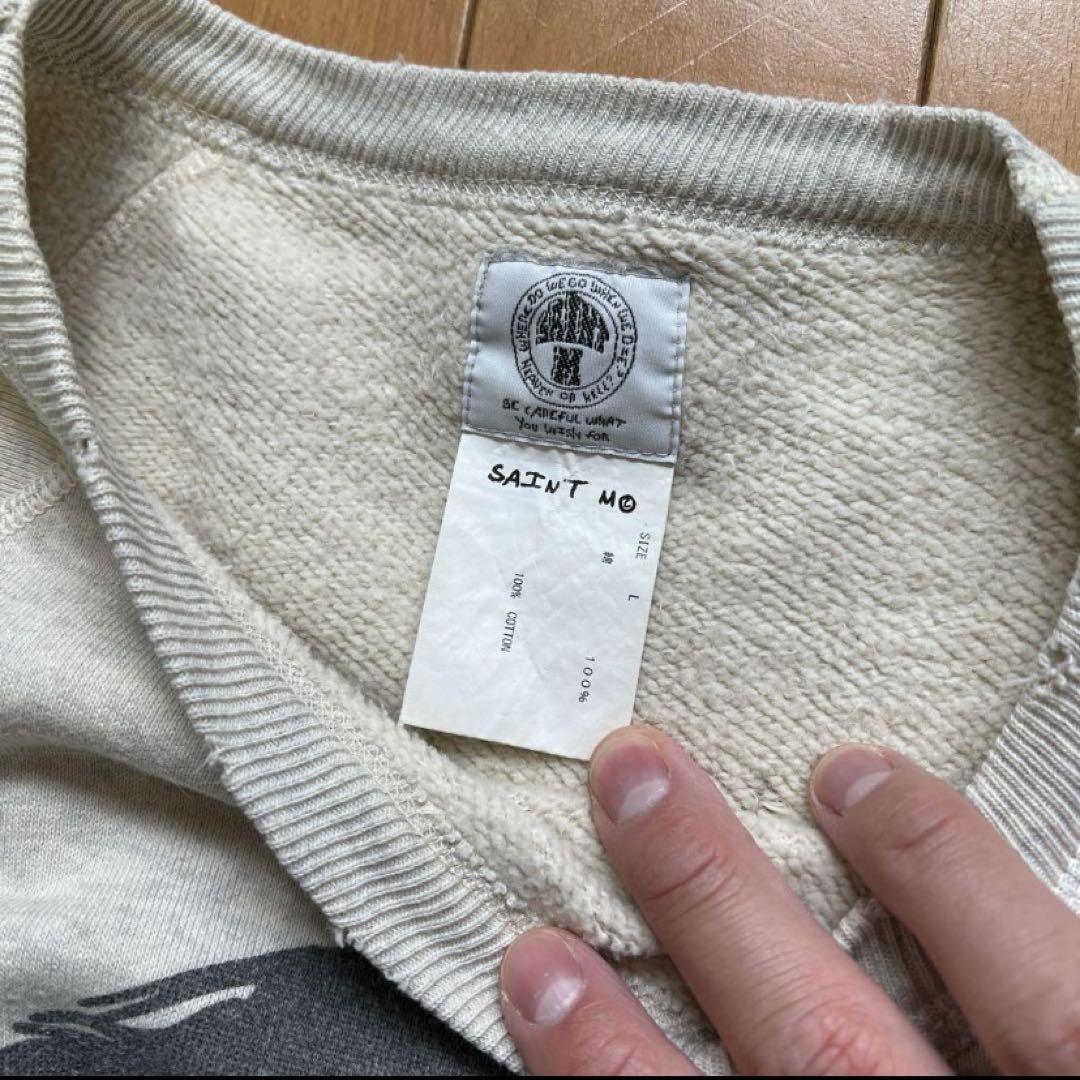 WHERE DO WE GO WHEN WE DIE?
HEAVEN OR HELL?
SAINT
M
BE CAREFUL WHAT
YOU WISH FOR
SAINT M©
SIZE L
綿 100%
100% COTTON